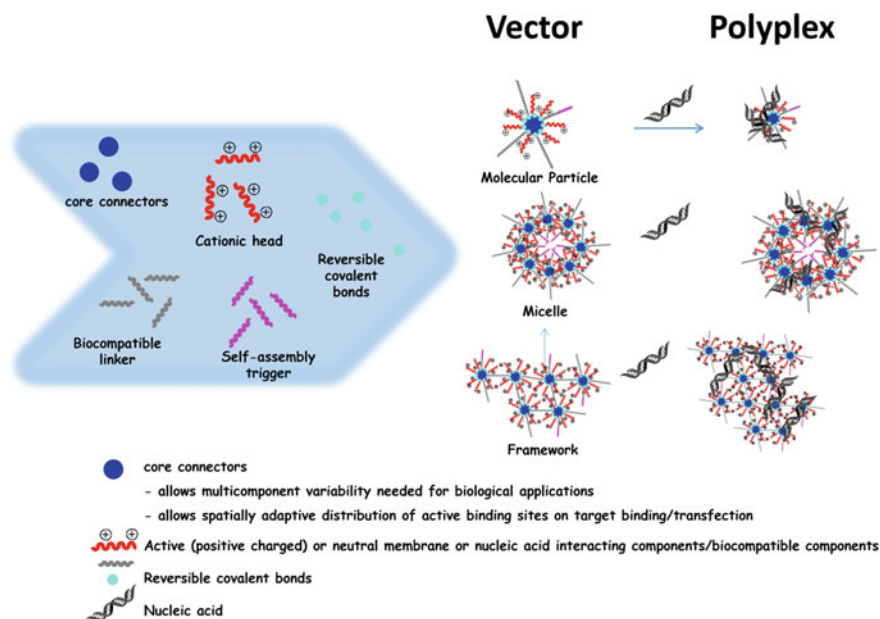 Vector
Polyplex
core connectors
Cationic head
Reversible
covalent
bonds
Biocompatible
linker
Self-assembly
trigger
Molecular Particle
Micelle
Framework
core connectors
- allows multicomponent variability needed for biological applications
- allows spatially adaptive distribution of active binding sites on target binding/transfection
Active (positive charged) or neutral membrane or nucleic acid interacting components/biocompatible components
Reversible covalent bonds
Nucleic acid